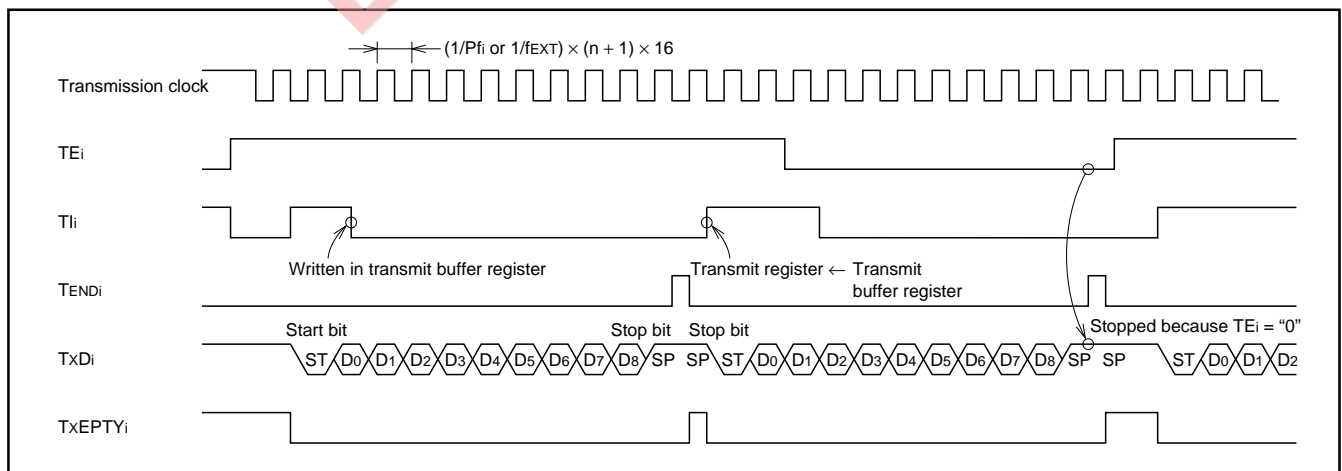 (1/Pfi or 1/fEXT) × (n + 1) × 16
Transmission clock
TEi
TIi
Written in transmit buffer register
Transmit register ← Transmit
buffer register
TENDi
Start bit
Stop bit
Stop bit
Stopped because TEi = “0”
TxDi
ST D0 D1 D2 D3 D4 D5 D6 D7 D8 SP SP ST D0 D1 D2 D3 D4 D5 D6 D7 D8 SP SP ST D0 D1 D2
TXEPTYi